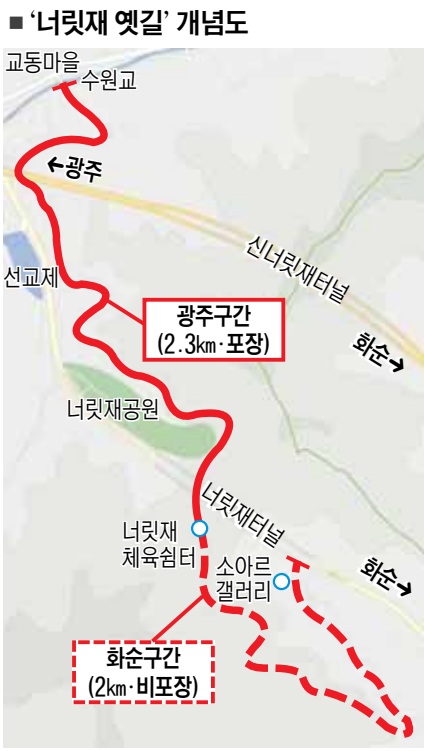 ■ ‘너릿재 옛길’ 개념도
교동마을
수원교
←광주
신너릿재터널
선교제
광주구간
(2.3km·포장)
화순→
너릿재공원
너릿재터널
너릿재
체육쉼터
소아르
갤러리
화순→
화순구간
(2km·비포장)